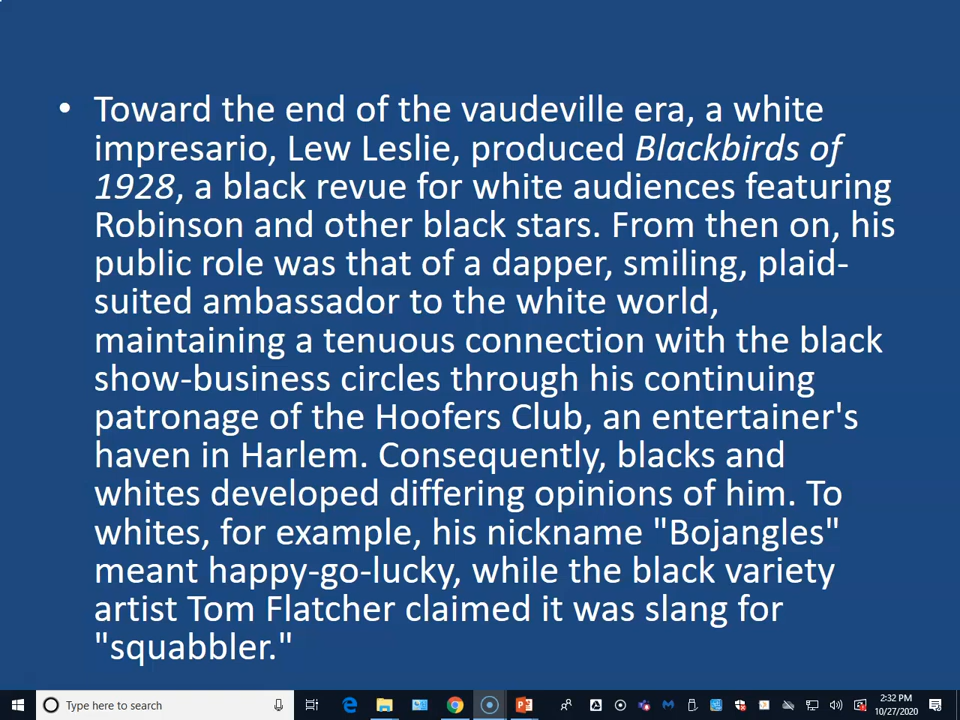 • Toward the end of the vaudeville era, a white
impresario, Lew Leslie, produced Blackbirds of
1928, a black revue for white audiences featuring
Robinson and other black stars. From then on, his
public role was that of a dapper, smiling, plaid-
suited ambassador to the white world,
maintaining a tenuous connection with the black
show-business circles through his continuing
patronage of the Hoofers Club, an entertainer's
haven in Harlem. Consequently, blacks and
whites developed differing opinions of him. To
whites, for example, his nickname "Bojangles"
meant happy-go-lucky, while the black variety
artist Tom Flatcher claimed it was slang for
"squabbler."
Type here to search
2:32 PM
10/27/2020